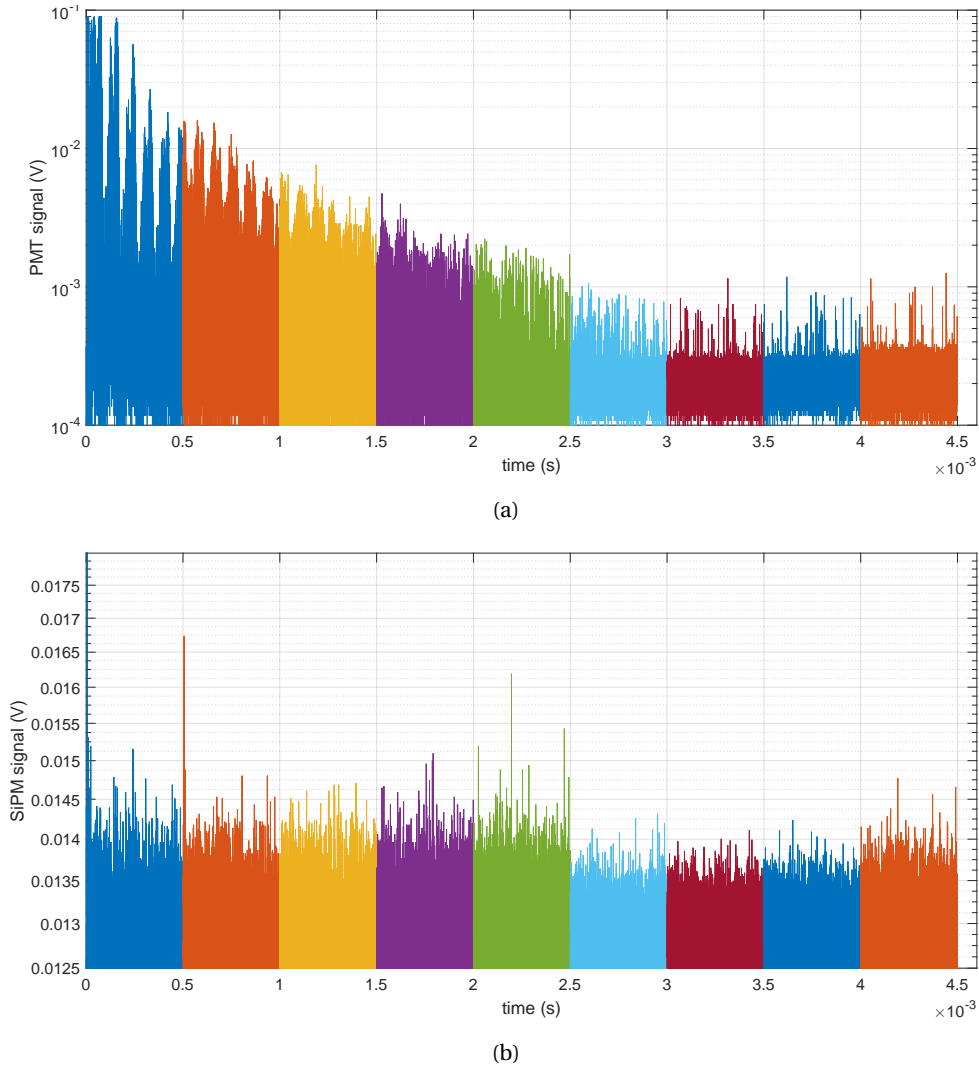 10⁻¹
10⁻²
10⁻³
10⁻⁴
PMT signal (V)
0 0.5 1 1.5 2 2.5 3 3.5 4 4.5
time (s)
×10⁻³
(a)
0.0175
0.017
0.0165
0.016
0.0155
0.015
0.0145
0.014
0.0135
0.013
0.0125
SiPM signal (V)
0 0.5 1 1.5 2 2.5 3 3.5 4 4.5
time (s)
×10⁻³
(b)